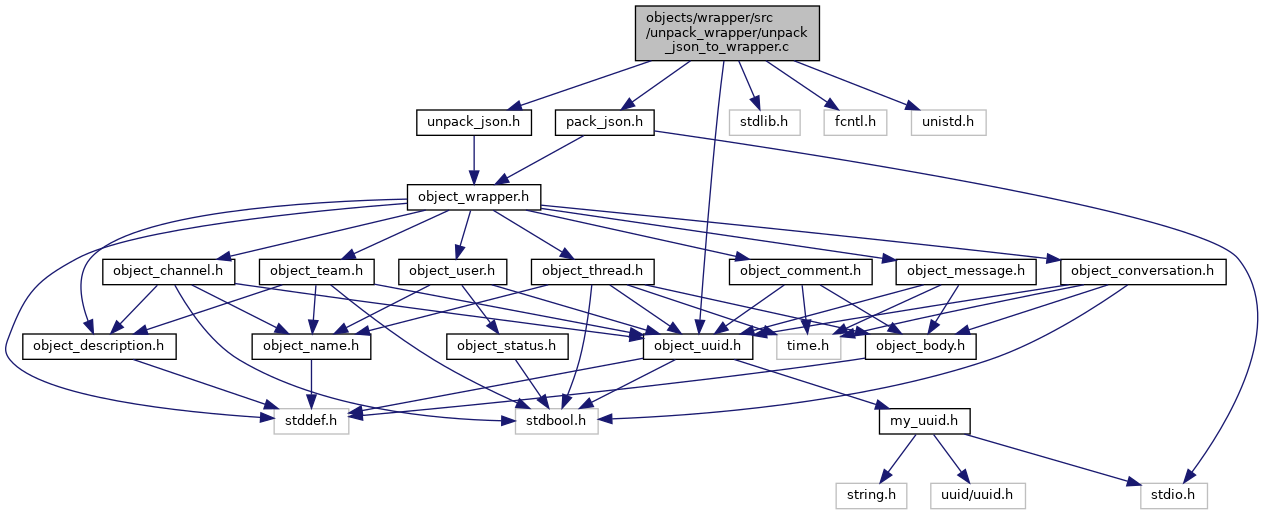 objects/wrapper/src
/unpack_wrapper/unpack
_json_to_wrapper.c
unpack_json.h
pack_json.h
stdlib.h
fcntl.h
unistd.h
object_wrapper.h
object_channel.h
object_team.h
object_user.h
object_thread.h
object_comment.h
object_message.h
object_conversation.h
object_description.h
object_name.h
object_status.h
object_uuid.h
time.h
object_body.h
stddef.h
stdbool.h
my_uuid.h
string.h
uuid/uuid.h
stdio.h